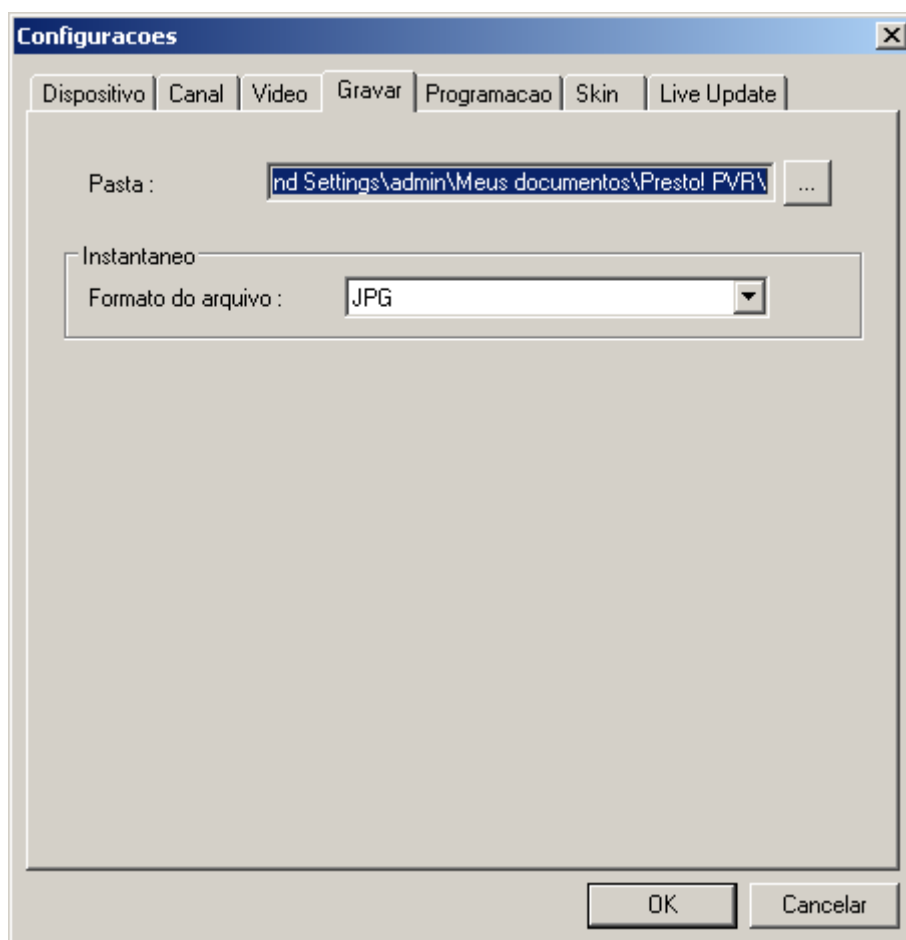 Configuracoes
Dispositivo Canal Video Gravar Programacao Skin Live Update
Pasta : nd Settings\admin\Meus documentos\Presto! PVR\ ...
Instantaneo
Formato do arquivo : JPG
OK Cancelar